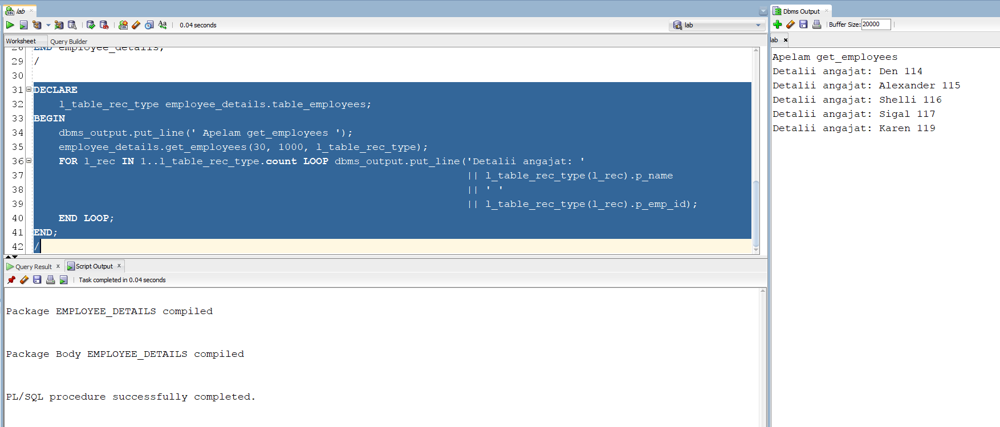 lab
0.04 seconds
lab
Worksheet Query Builder
28 END employee_details;
29 /
30
31 DECLARE
32 l_table_rec_type employee_details.table_employees;
33 BEGIN
34 dbms_output.put_line(' Apelam get_employees ');
35 employee_details.get_employees(30, 1000, l_table_rec_type);
36 FOR l_rec IN 1..l_table_rec_type.count LOOP dbms_output.put_line('Detalii angajat: '
37 || l_table_rec_type(l_rec).p_name
38 || ' '
39 || l_table_rec_type(l_rec).p_emp_id);
40 END LOOP;
41 END;
42 /
Query Result x Script Output x
Task completed in 0.04 seconds
Package EMPLOYEE_DETAILS compiled
Package Body EMPLOYEE_DETAILS compiled
PL/SQL procedure successfully completed.
Dbms Output
Buffer Size: 20000
lab x
Apelam get_employees
Detalii angajat: Den 114
Detalii angajat: Alexander 115
Detalii angajat: Shelli 116
Detalii angajat: Sigal 117
Detalii angajat: Karen 119